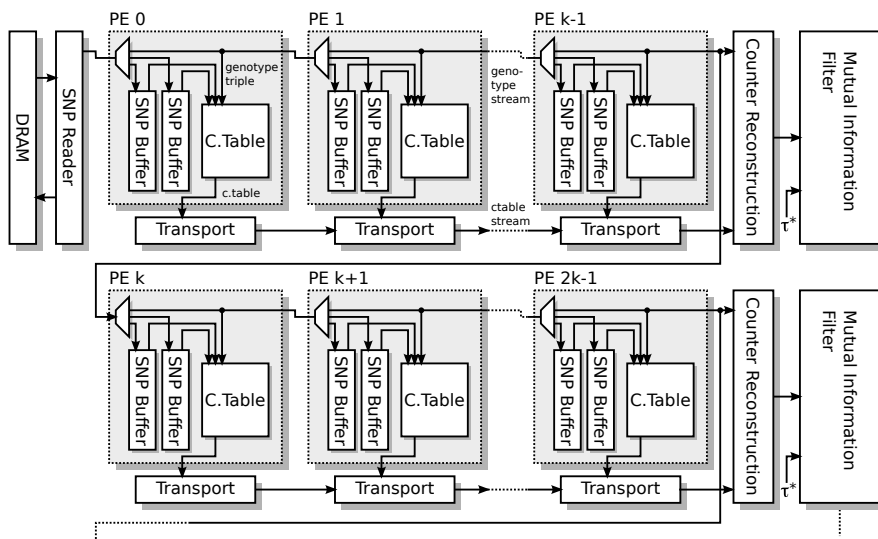 PE 0
PE 1
PE k-1
DRAM
SNP Reader
genotype
triple
SNP Buffer
SNP Buffer
C.Table
c.table
Transport
SNP Buffer
SNP Buffer
C.Table
Transport
geno-
type
stream
ctable
stream
SNP Buffer
SNP Buffer
C.Table
Transport
Counter Reconstruction
τ*
Mutual Information
Filter
PE k
PE k+1
PE 2k-1
SNP Buffer
SNP Buffer
C.Table
Transport
SNP Buffer
SNP Buffer
C.Table
Transport
SNP Buffer
SNP Buffer
C.Table
Transport
Counter Reconstruction
τ*
Mutual Information
Filter